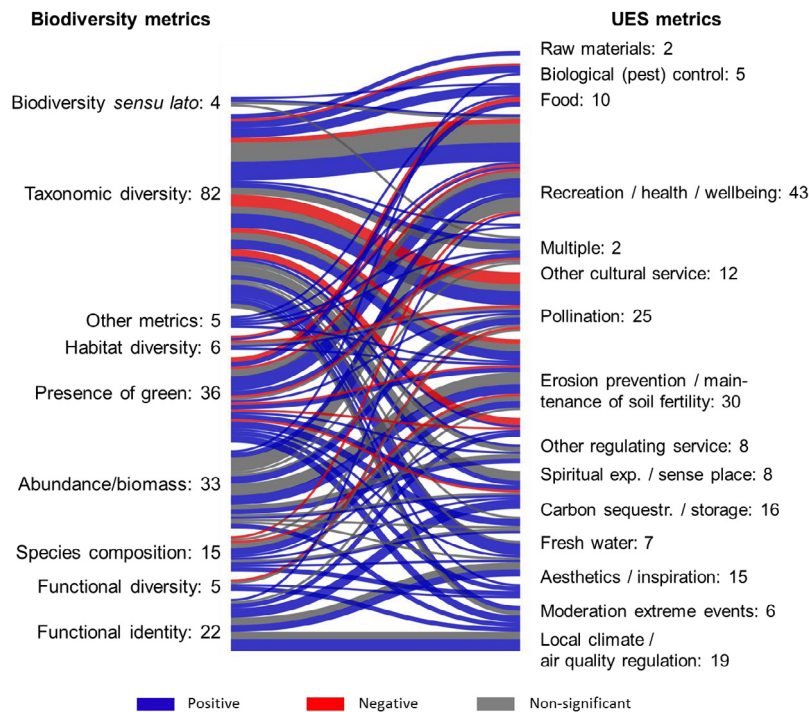 Biodiversity metrics
UES metrics
Biodiversity sensu lato: 4
Taxonomic diversity: 82
Other metrics: 5
Habitat diversity: 6
Presence of green: 36
Abundance/biomass: 33
Species composition: 15
Functional diversity: 5
Functional identity: 22
Raw materials: 2
Biological (pest) control: 5
Food: 10
Recreation / health / wellbeing: 43
Multiple: 2
Other cultural service: 12
Pollination: 25
Erosion prevention / main-
tenance of soil fertility: 30
Other regulating service: 8
Spiritual exp. / sense place: 8
Carbon sequestr. / storage: 16
Fresh water: 7
Aesthetics / inspiration: 15
Moderation extreme events: 6
Local climate /
air quality regulation: 19
Positive
Negative
Non-significant